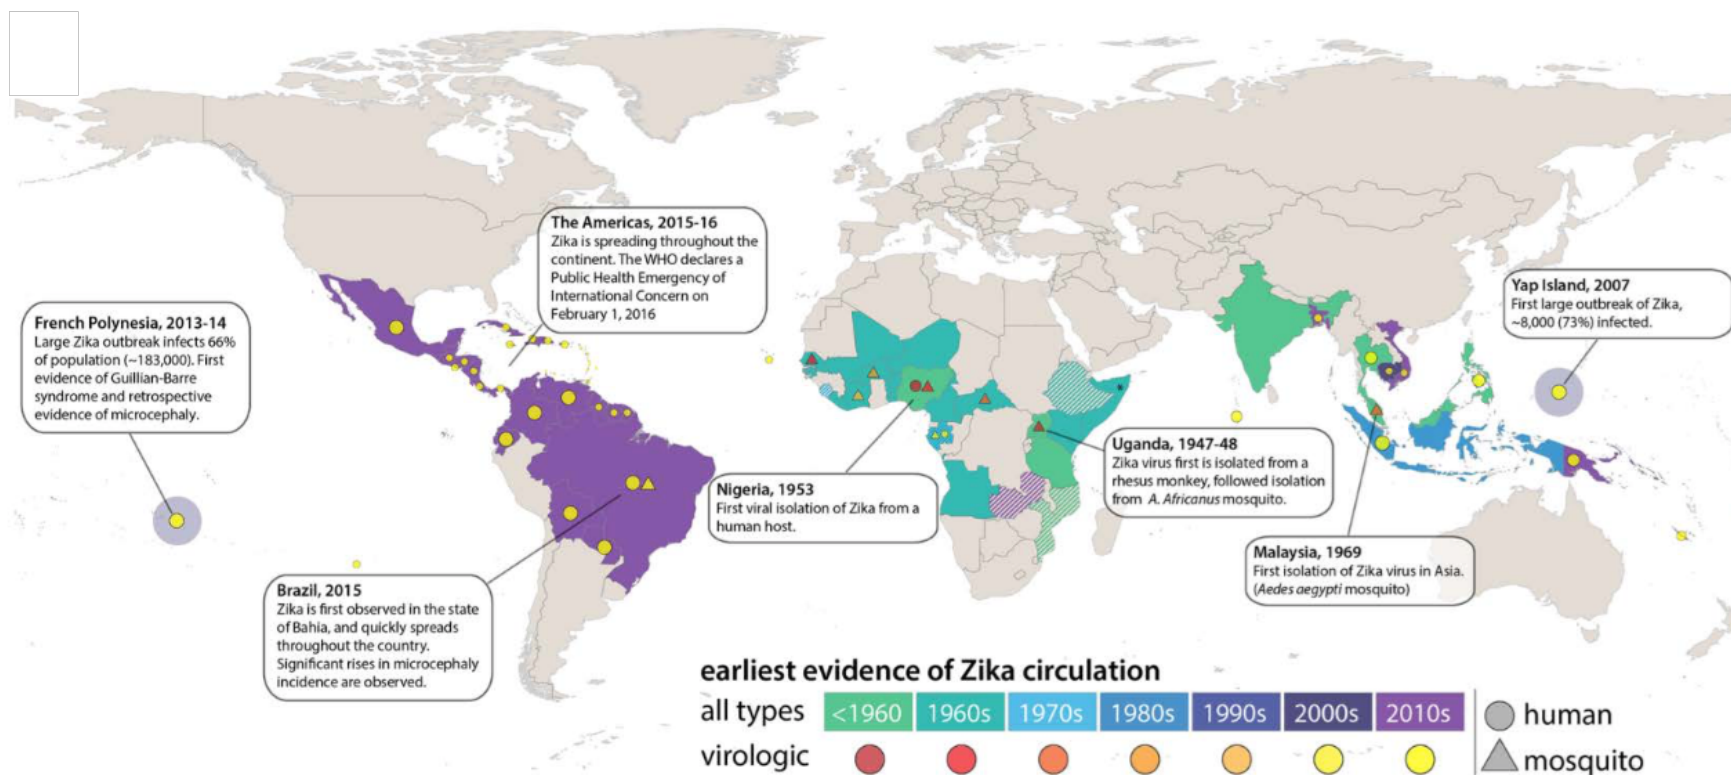 The Americas, 2015-16
Zika is spreading throughout the
continent. The WHO declares a
Public Health Emergency of
International Concern on
February 1, 2016
Yap Island, 2007
First large outbreak of Zika,
~8,000 (73%) infected.
French Polynesia, 2013-14
Large Zika outbreak infects 66%
of population (~183,000). First
evidence of Guillian-Barre
syndrome and retrospective
evidence of microcephaly.
Uganda, 1947-48
Zika virus first is isolated from a
rhesus monkey, followed isolation
from A. Africanus mosquito.
Nigeria, 1953
First viral isolation of Zika from a
human host.
Malaysia, 1969
First isolation of Zika virus in Asia.
(Aedes aegypti mosquito)
Brazil, 2015
Zika is first observed in the state
of Bahia, and quickly spreads
throughout the country.
Significant rises in microcephaly
incidence are observed.
earliest evidence of Zika circulation
all types <1960 1960s 1970s 1980s 1990s 2000s 2010s human
virologic mosquito